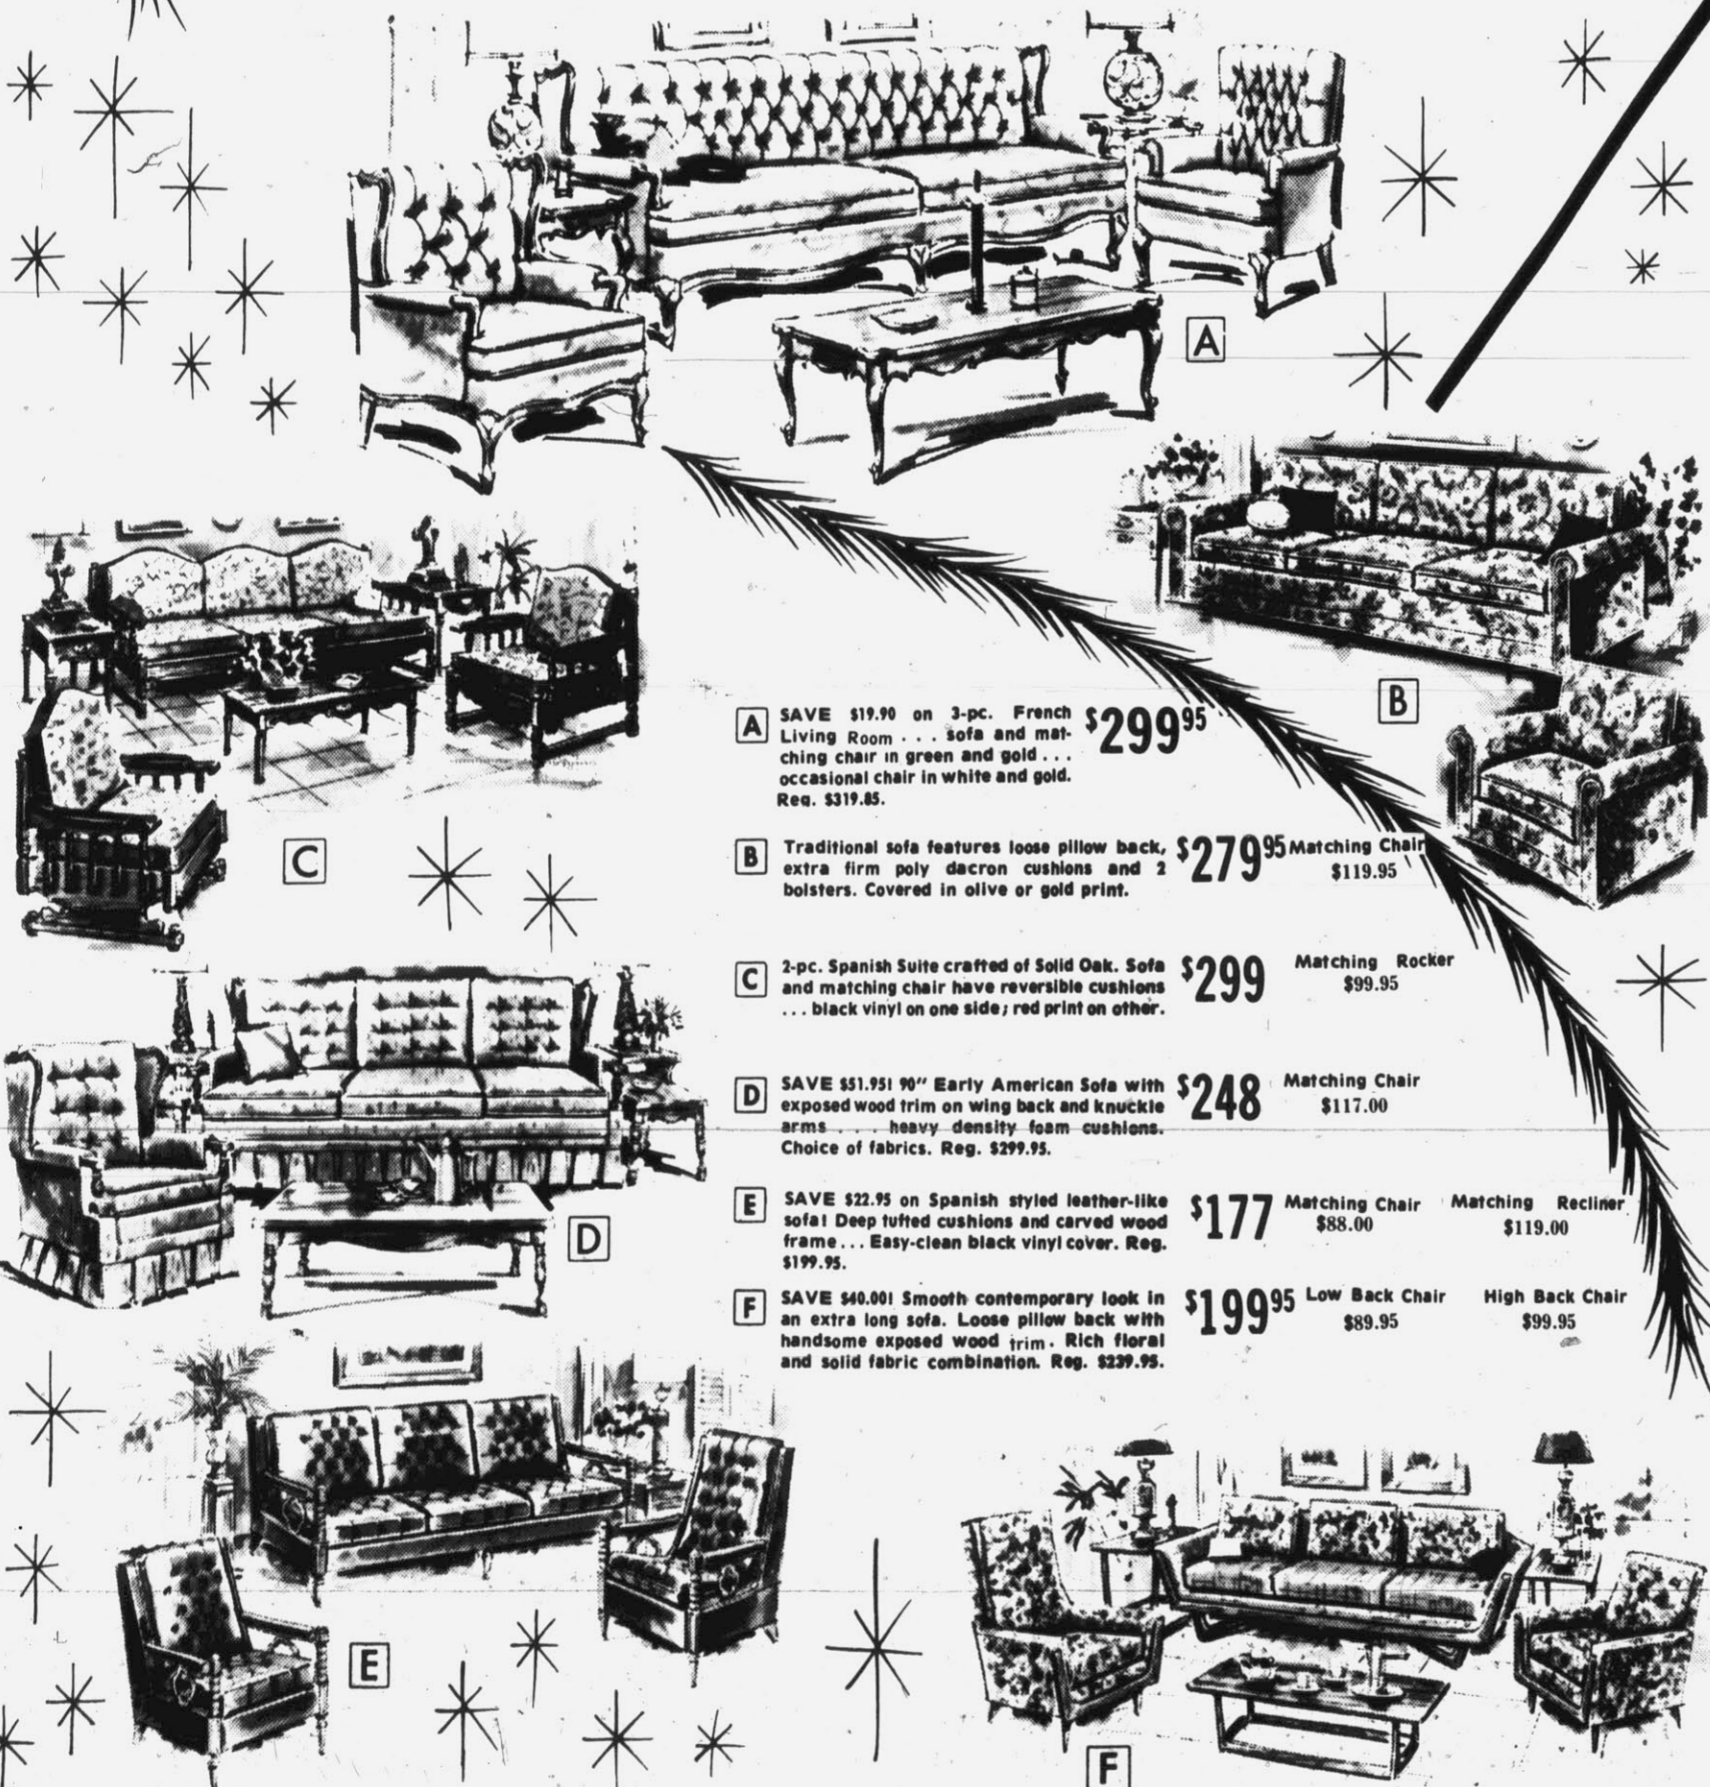 A
B
C
A SAVE $19.90 on 3-pc. French
Living Room . . . sofa and mat-
ching chair in green and gold . . .
occasional chair in white and gold.
Reg. $319.85.
$299 95
B Traditional sofa features loose pillow back,
extra firm poly dacron cushions and 2
bolsters. Covered in olive or gold print.
$279 95 Matching Chair
$119.95
C 2-pc. Spanish Suite crafted of Solid Oak. Sofa
and matching chair have reversible cushions
. . . black vinyl on one side; red print on other.
$299 Matching Rocker
$99.95
D SAVE $51.95! 90" Early American Sofa with
exposed wood trim on wing back and knuckle
arms . . . heavy density foam cushions.
Choice of fabrics. Reg. $299.95.
$248 Matching Chair
$117.00
E SAVE $22.95 on Spanish styled leather-like
sofa! Deep tufted cushions and carved wood
frame . . . Easy-clean black vinyl cover. Reg.
$199.95.
$177 Matching Chair Matching Recliner
$88.00 $119.00
F SAVE $40.00! Smooth contemporary look in
an extra long sofa. Loose pillow back with
handsome exposed wood trim. Rich floral
and solid fabric combination. Reg. $239.95.
$199 95 Low Back Chair High Back Chair
$89.95 $99.95
D
E
F